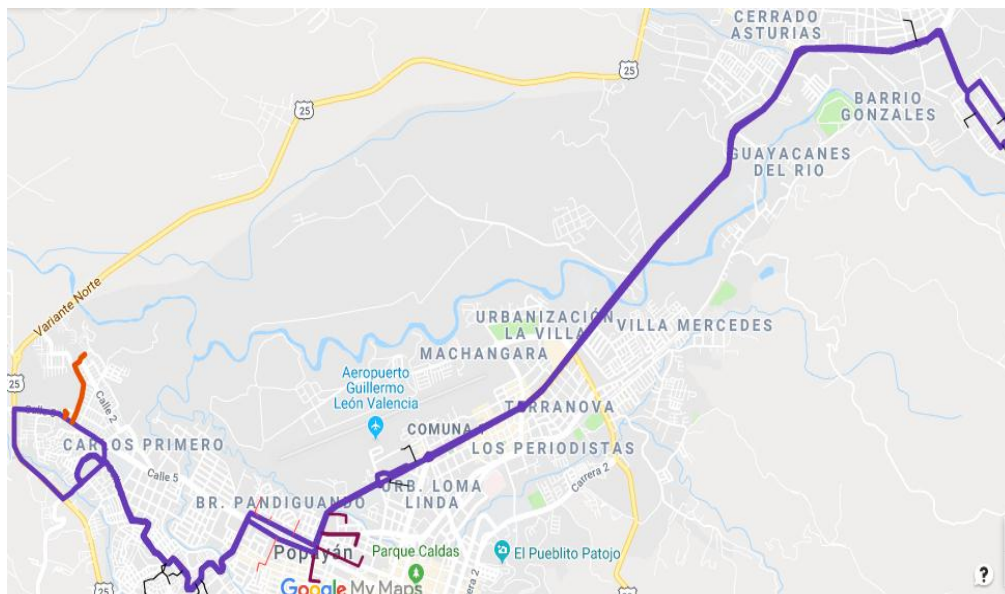 CERRADO
ASTURIAS
25
25
BARRIO
GONZALES
GUAYACANES
DEL RIO
Variante Norte
URBANIZACIÓN
LA VILLA
VILLA MERCEDES
MACHANGARA
Aeropuerto
Guillermo
León Valencia
25
Calle 2
TERRANOVA
COMUNA
CARLOS PRIMERO
LOS PERIODISTAS
Calle 5
Carrera 2
URB. LOMA
LINDA
BR. PANDIGUANDO
Popayán
Parque Caldas
El Pueblito Patojo
25
25
Google My Maps
?